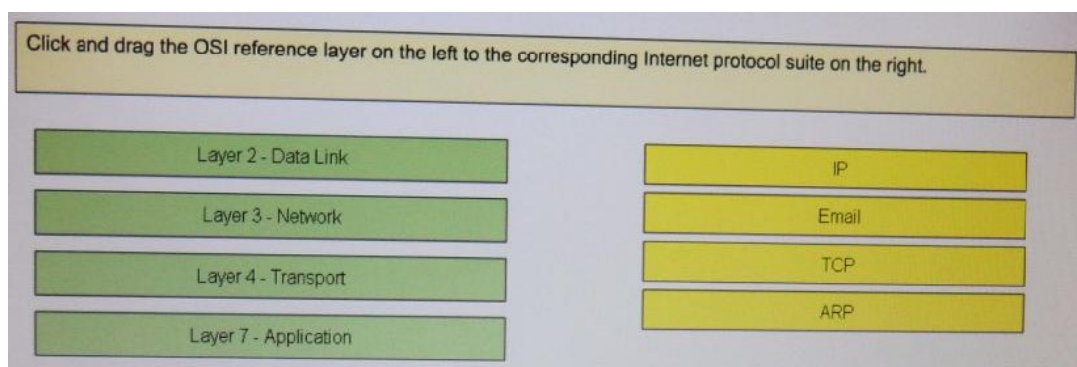 Click and drag the OSI reference layer on the left to the corresponding Internet protocol suite on the right.
Layer 2 - Data Link
Layer 3 - Network
Layer 4 - Transport
Layer 7 - Application
IP
Email
TCP
ARP